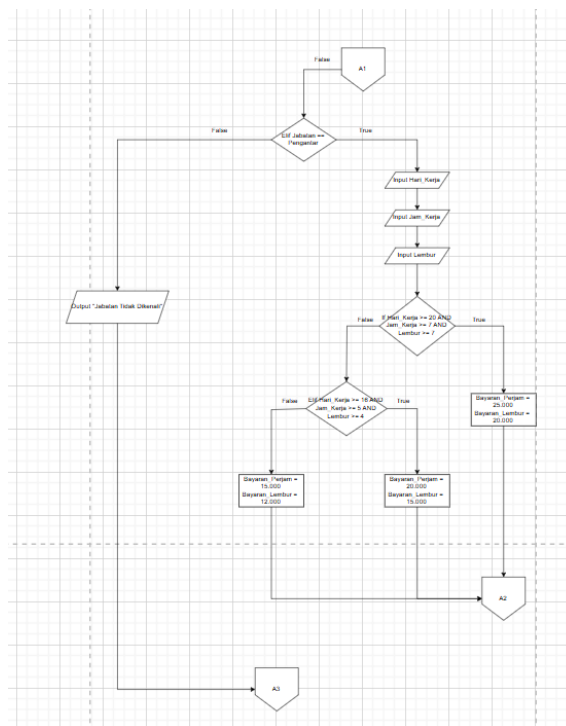 A1
False
Elif Jabatan ==
Pengantar
False
True
Input Hari_Kerja
Input Jam_Kerja
Input Lembur
Output "Jabatan Tidak Dikenali"
If Hari_Kerja >= 20 AND
Jam_Kerja >= 7 AND
Lembur >= 7
False
True
Elif Hari_Kerja >= 16 AND
Jam_Kerja >= 5 AND
Lembur >= 4
False
True
Bayaran_Perjam =
25.000
Bayaran_Lembur =
20.000
Bayaran_Perjam =
15.000
Bayaran_Lembur =
12.000
Bayaran_Perjam =
20.000
Bayaran_Lembur =
15.000
A2
A3